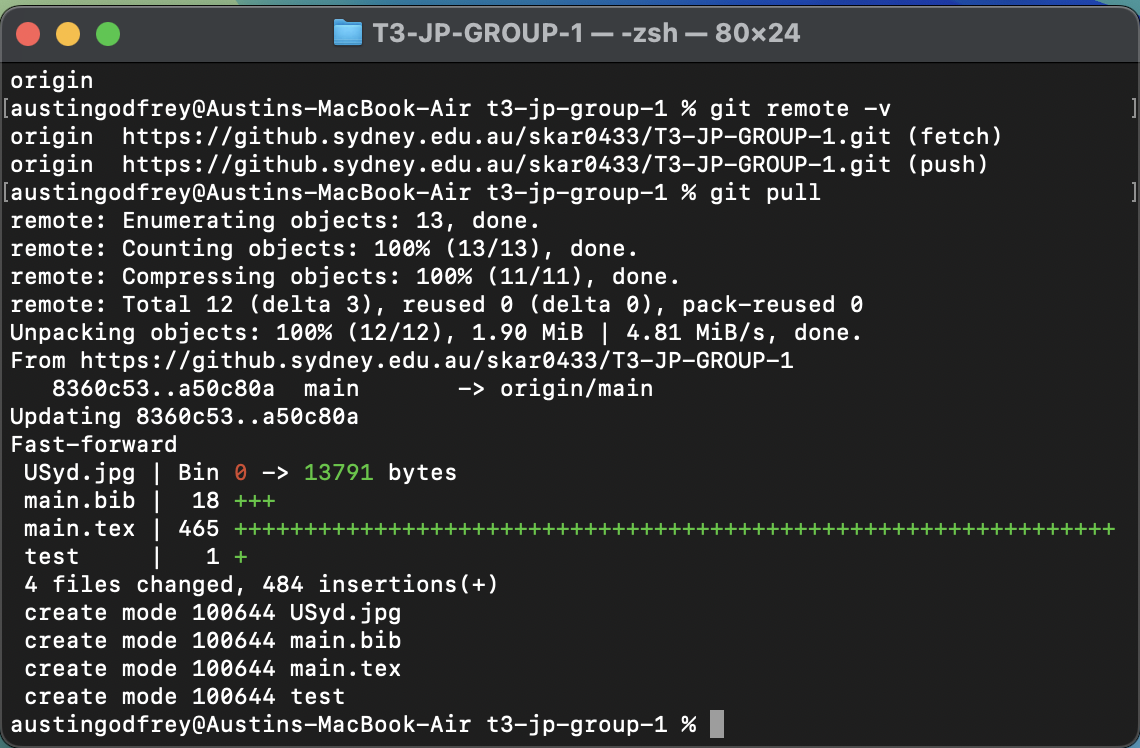 T3-JP-GROUP-1 — -zsh — 80×24
origin
[austingodfrey@Austins-MacBook-Air t3-jp-group-1 % git remote -v ]
origin  https://github.sydney.edu.au/skar0433/T3-JP-GROUP-1.git (fetch)
origin  https://github.sydney.edu.au/skar0433/T3-JP-GROUP-1.git (push)
[austingodfrey@Austins-MacBook-Air t3-jp-group-1 % git pull ]
remote: Enumerating objects: 13, done.
remote: Counting objects: 100% (13/13), done.
remote: Compressing objects: 100% (11/11), done.
remote: Total 12 (delta 3), reused 0 (delta 0), pack-reused 0
Unpacking objects: 100% (12/12), 1.90 MiB | 4.81 MiB/s, done.
From https://github.sydney.edu.au/skar0433/T3-JP-GROUP-1
   8360c53..a50c80a  main       -> origin/main
Updating 8360c53..a50c80a
Fast-forward
 USyd.jpg | Bin 0 -> 13791 bytes
 main.bib |  18 +++
 main.tex | 465 +++++++++++++++++++++++++++++++++++++++++++++++++++++++++++++++
 test     |   1 +
 4 files changed, 484 insertions(+)
 create mode 100644 USyd.jpg
 create mode 100644 main.bib
 create mode 100644 main.tex
 create mode 100644 test
austingodfrey@Austins-MacBook-Air t3-jp-group-1 %